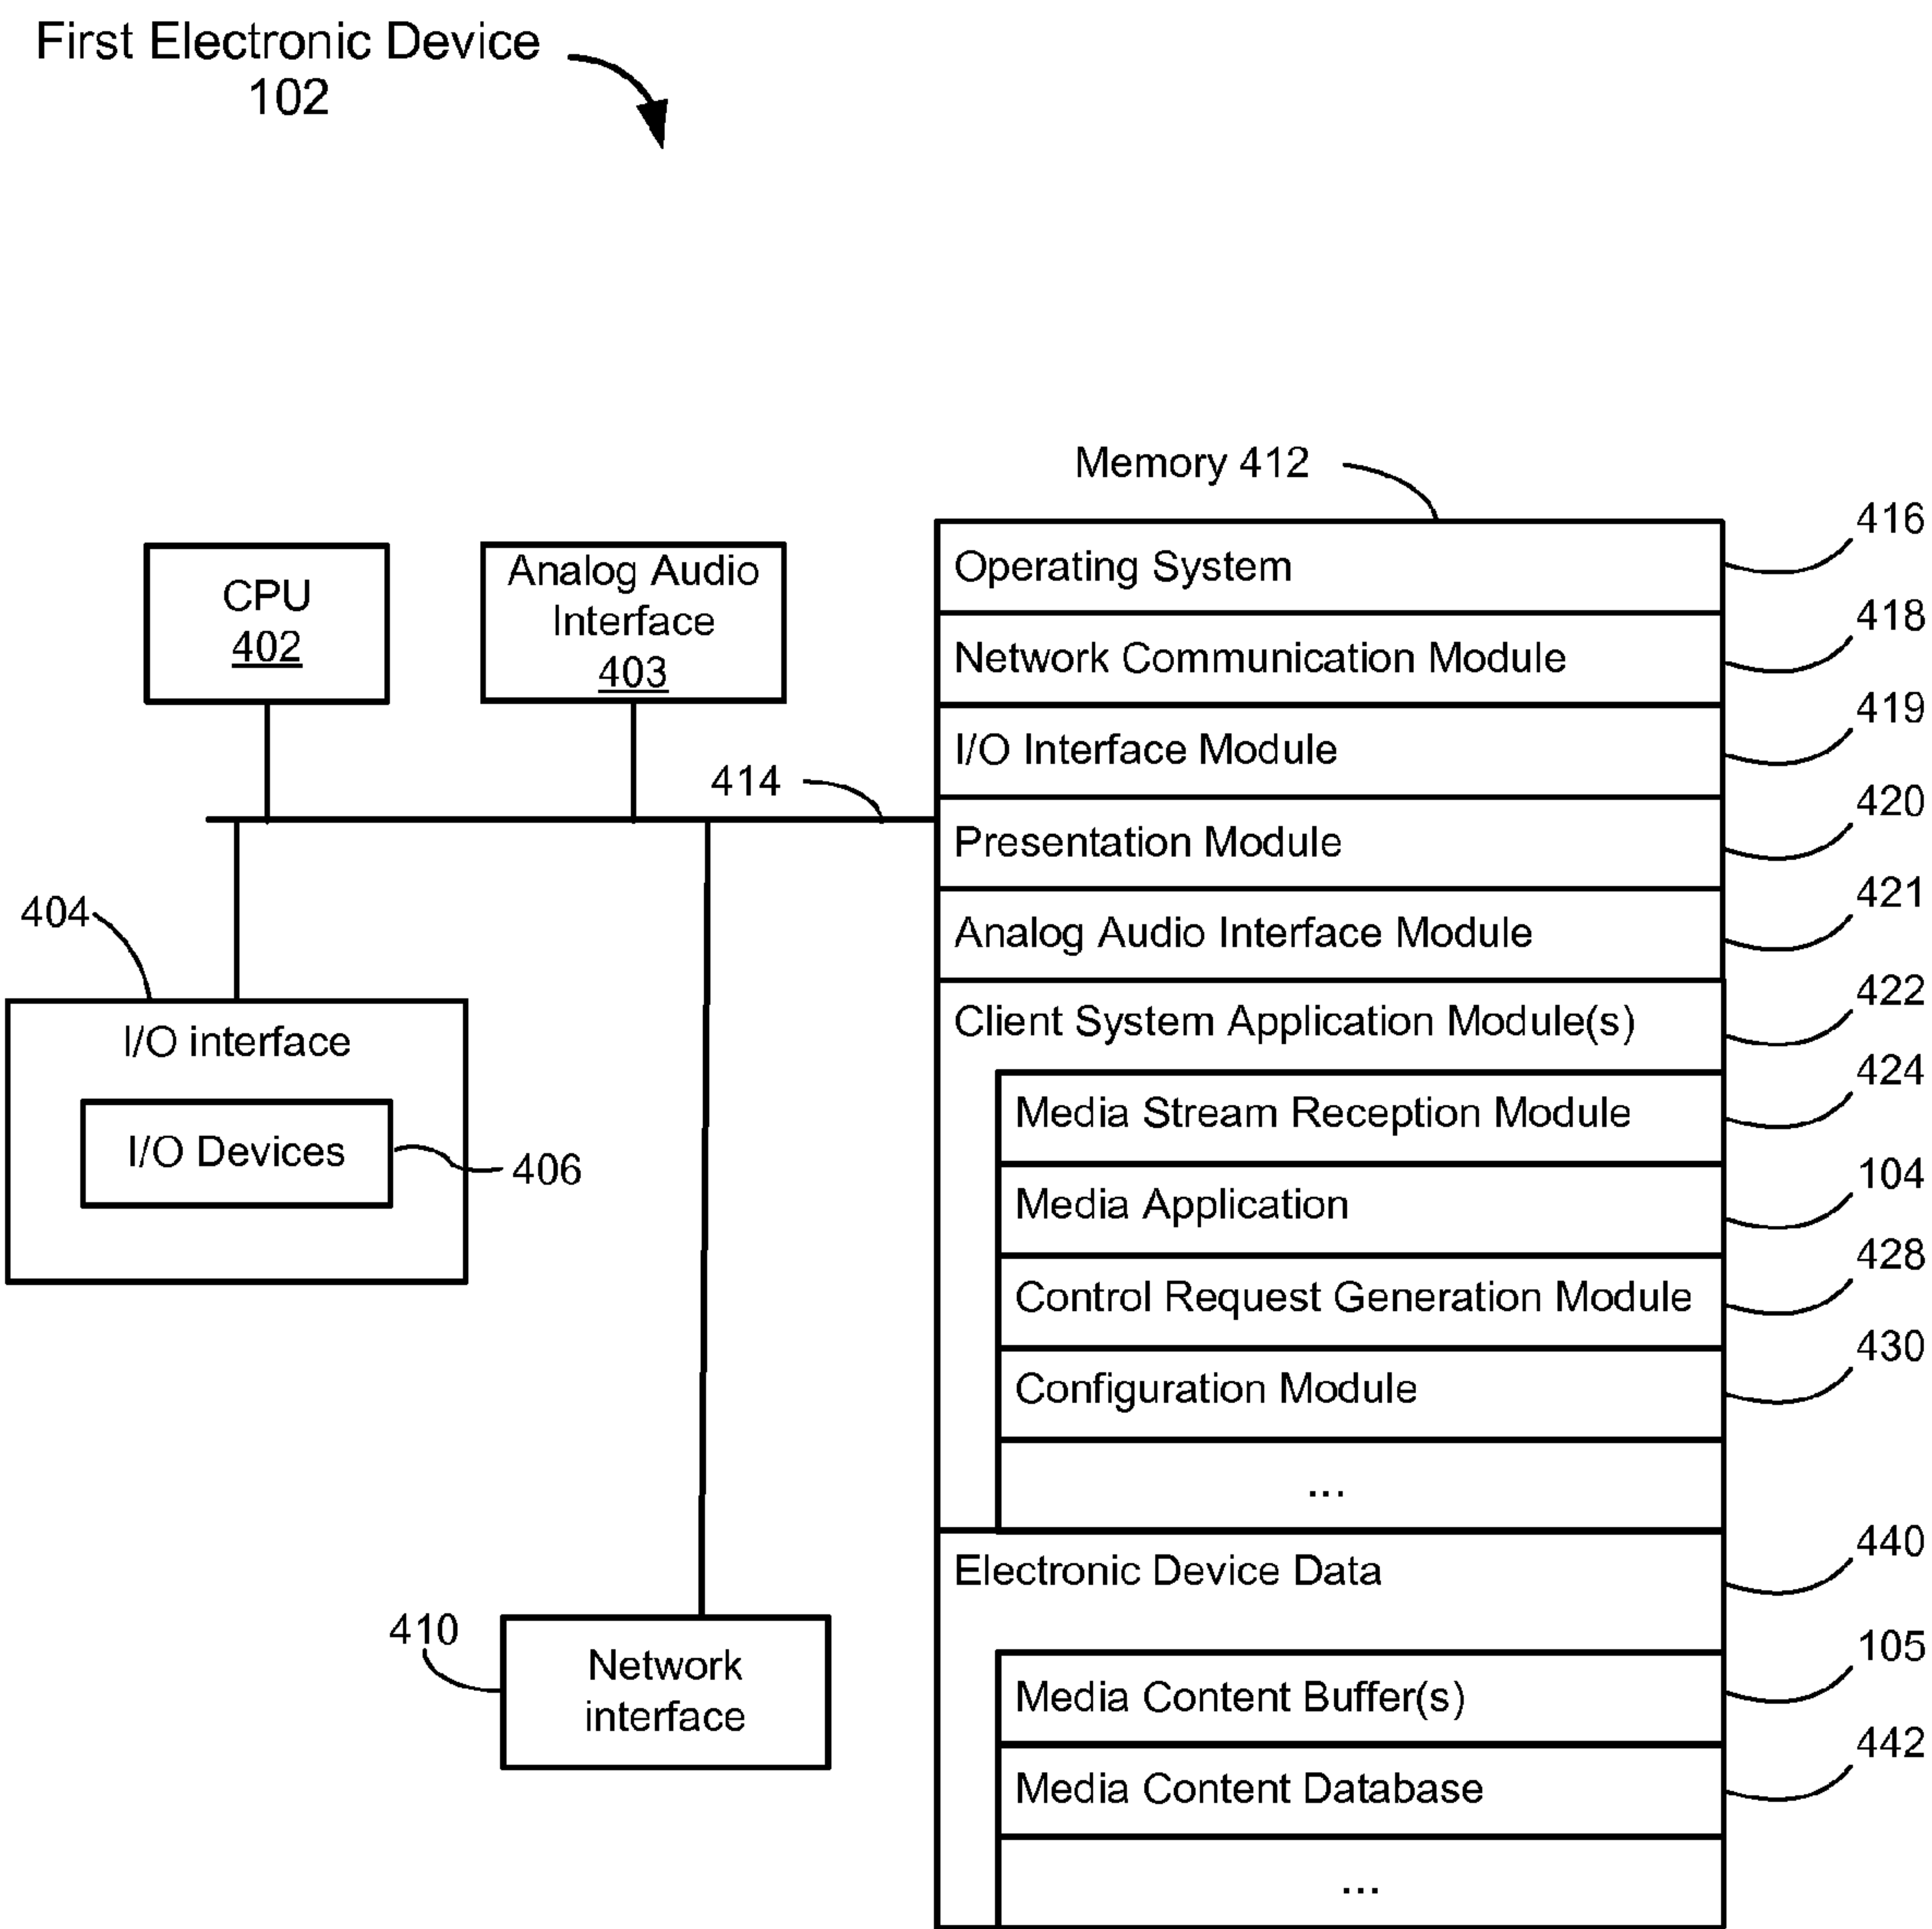 First Electronic Device
102
Memory 412
CPU
402
Analog Audio
Interface
403
414
404
I/O interface
I/O Devices
406
410
Network
interface
Operating System
416
Network Communication Module
418
I/O Interface Module
419
Presentation Module
420
Analog Audio Interface Module
421
Client System Application Module(s)
422
Media Stream Reception Module
424
Media Application
104
Control Request Generation Module
428
Configuration Module
430
...
Electronic Device Data
440
Media Content Buffer(s)
105
Media Content Database
442
...